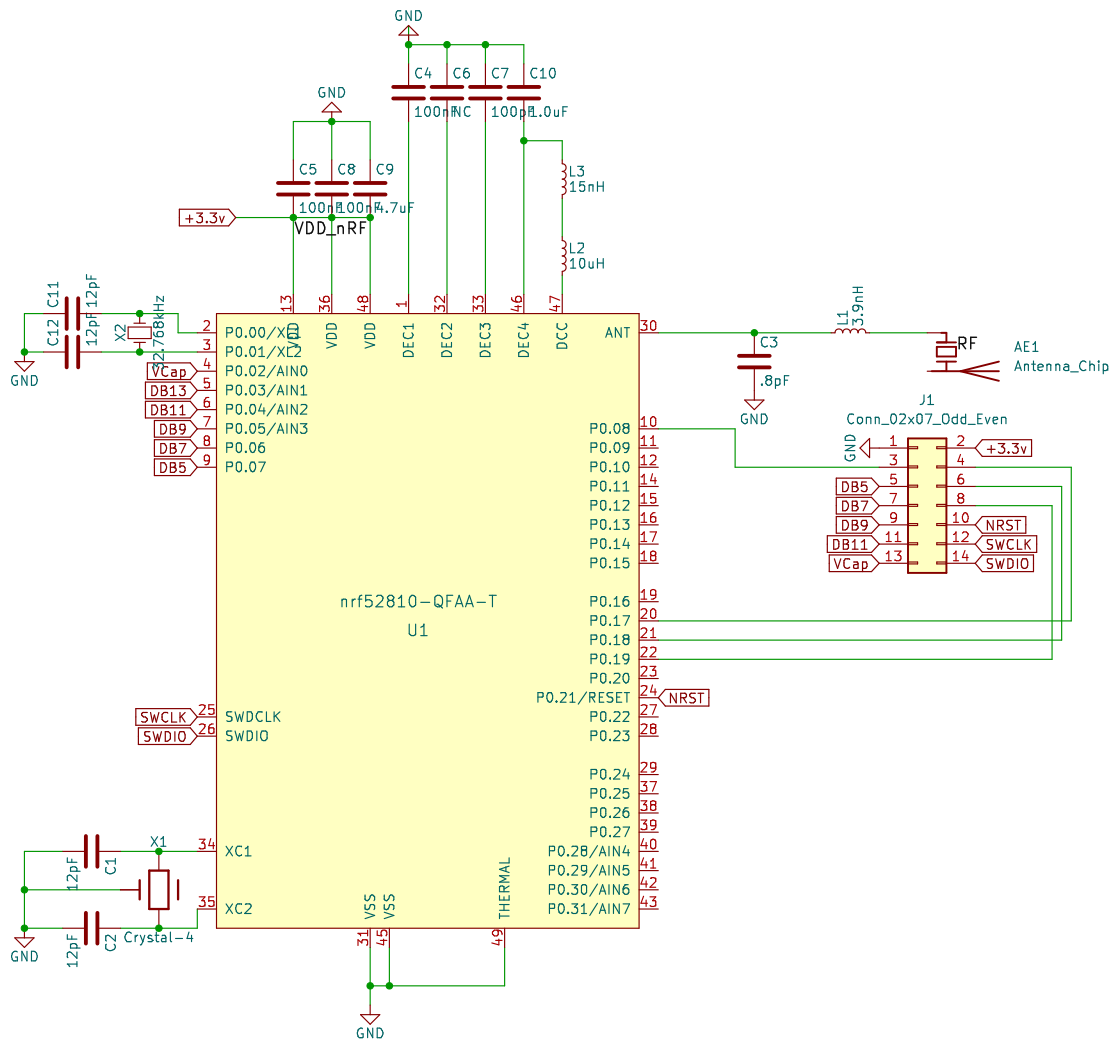 GND
C4
C6
C7
C10
100nF
NC
100pF
1.0uF
GND
C5
C8
C9
100nF
100nF
4.7uF
+3.3v
VDD_nRF
L3
15nH
L2
10uH
C11
12pF
C12
12pF
X2
32.768kHz
GND
13
36
48
1
32
33
46
47
VDD
VDD
VDD
DEC1
DEC2
DEC3
DEC4
DCC
2
P0.00/XL1
3
P0.01/XL2
VCap
4
P0.02/AIN0
DB13
5
P0.03/AIN1
DB11
6
P0.04/AIN2
DB9
7
P0.05/AIN3
DB7
8
P0.06
DB5
9
P0.07
SWCLK
25
SWDCLK
SWDIO
26
SWDIO
34
XC1
35
XC2
nrf52810-QFAA-T
U1
ANT
30
P0.08
10
P0.09
11
P0.10
12
P0.11
14
P0.12
15
P0.13
16
P0.14
17
P0.15
18
P0.16
19
P0.17
20
P0.18
21
P0.19
22
P0.20
23
P0.21/RESET
24
NRST
P0.22
27
P0.23
28
P0.24
29
P0.25
37
P0.26
38
P0.27
39
P0.28/AIN4
40
P0.29/AIN5
41
P0.30/AIN6
42
P0.31/AIN7
43
VSS
VSS
THERMAL
31
45
49
GND
X1
C1
12pF
C2
12pF
Crystal-4
GND
L1
3.9nH
C3
.8pF
GND
RF
AE1
Antenna_Chip
J1
Conn_02x07_Odd_Even
GND
1
2
+3.3v
3
4
DB5
5
6
DB7
7
8
DB9
9
10
NRST
DB11
11
12
SWCLK
VCap
13
14
SWDIO